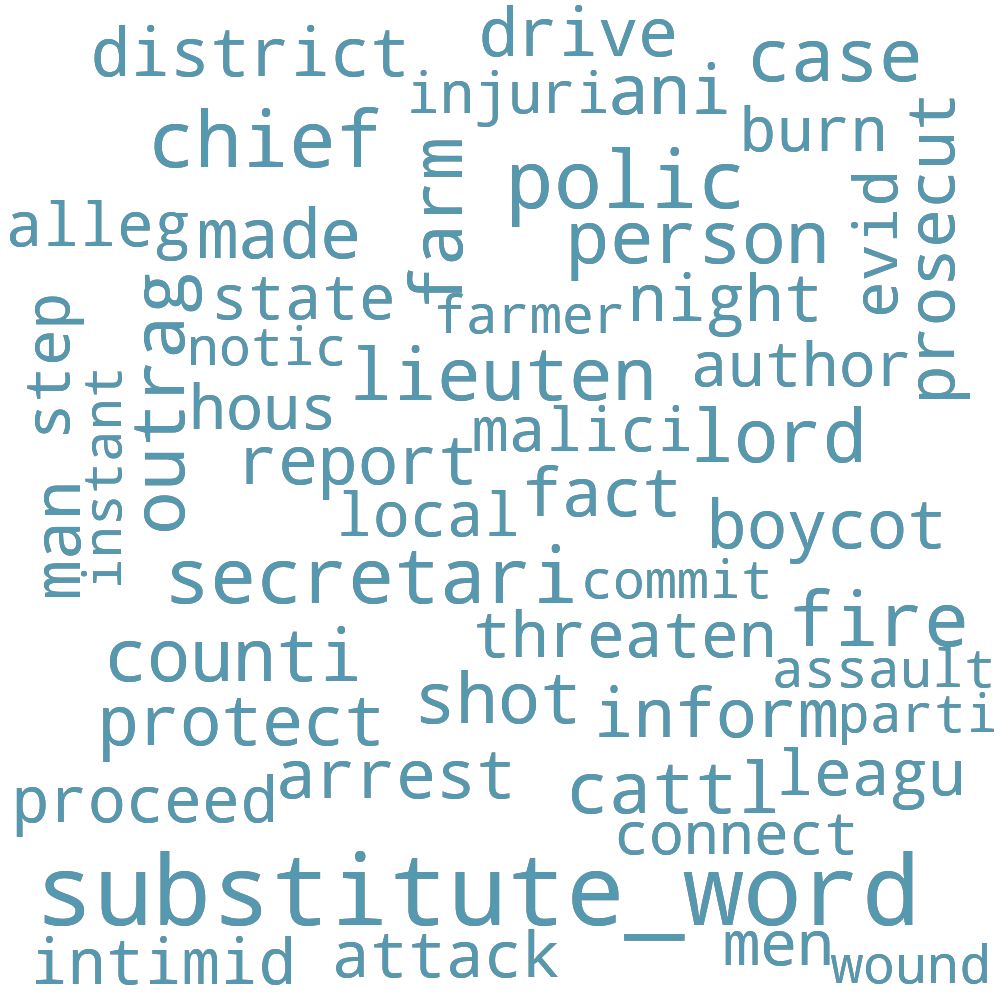 drive
district
case
injuri
ani
chief
burn
prosecut
farm
polic
evid
alleg
made
person
outrag
state
night
step
farmer
notic
lieuten
author
instant
hous
malici
lord
report
man
fact
local
boycot
secretari
commit
fire
threaten
counti
assault
shot
inform
parti
protect
arrest
leagu
cattl
proceed
connect
substitute_word
men
intimid
attack
wound